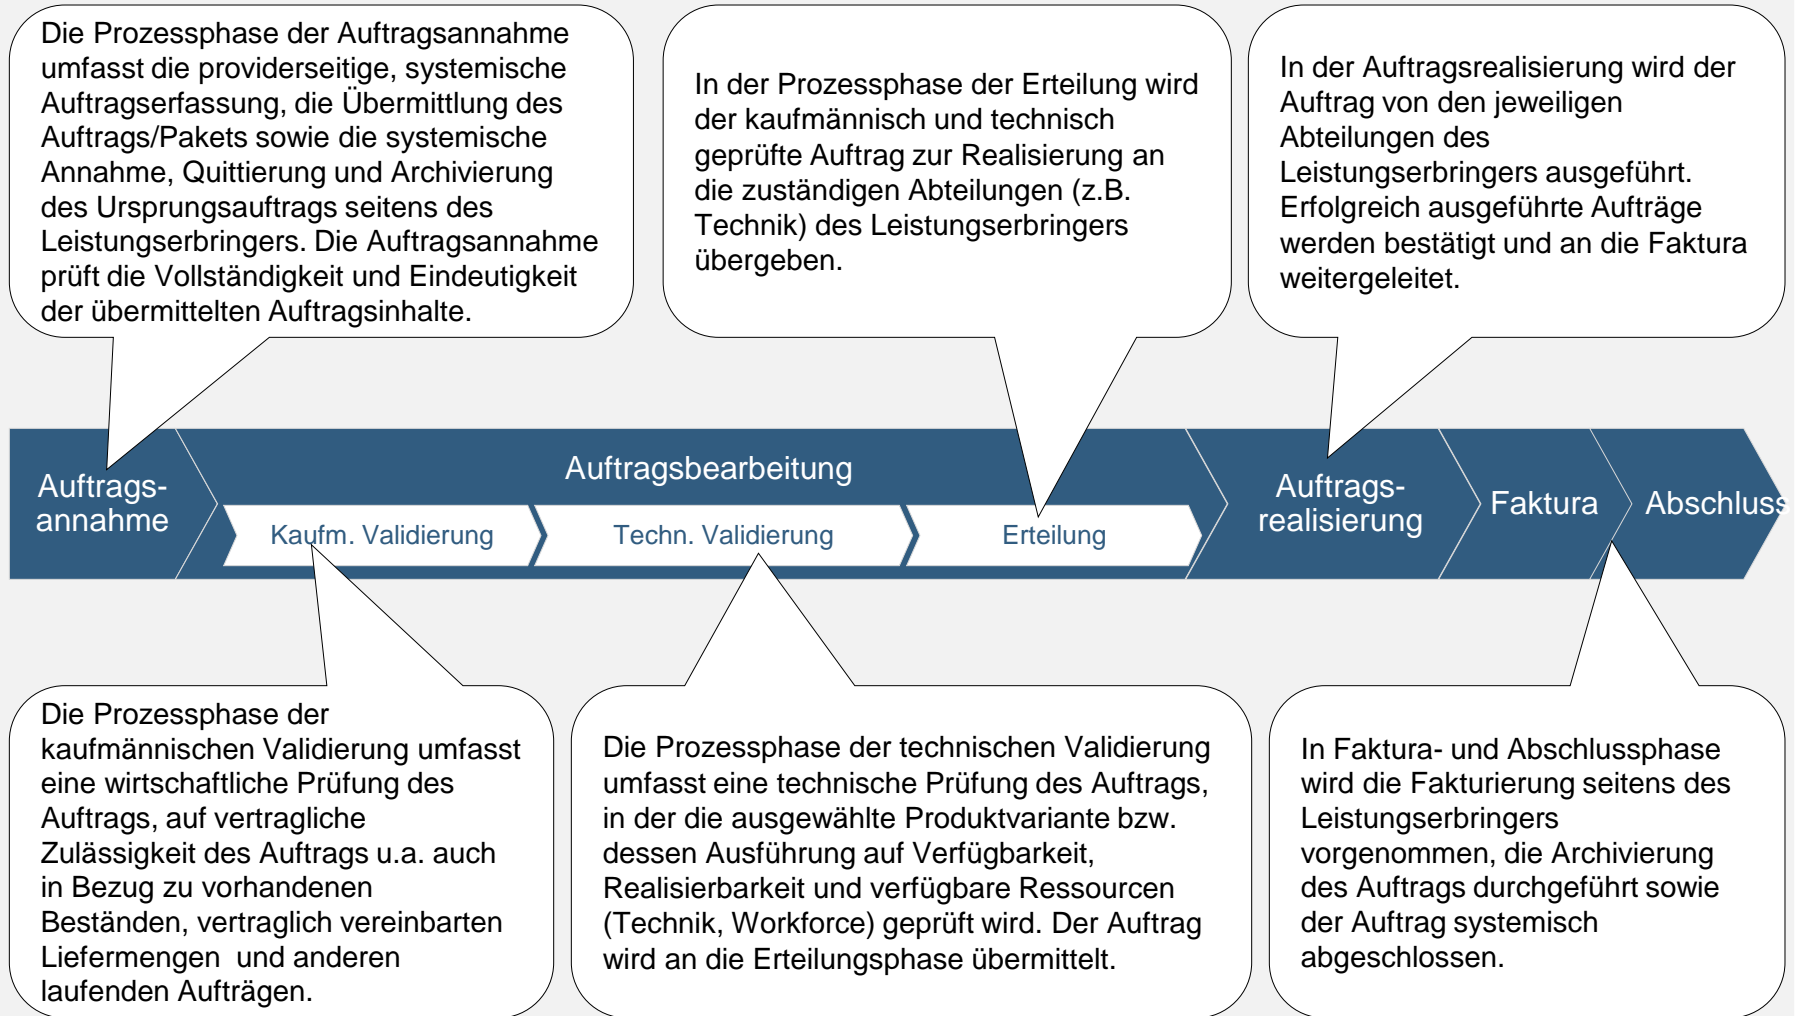 Die Prozessphase der Auftragsannahme
umfasst die providerseitige, systemische
Auftragserfassung, die Übermittlung des
Auftrags/Pakets sowie die systemische
Annahme, Quittierung und Archivierung
des Ursprungsauftrags seitens des
Leistungserbringers. Die Auftragsannahme
prüft die Vollständigkeit und Eindeutigkeit
der übermittelten Auftragsinhalte.
In der Prozessphase der Erteilung wird
der kaufmännisch und technisch
geprüfte Auftrag zur Realisierung an
die zuständigen Abteilungen (z.B.
Technik) des Leistungserbringers
übergeben.
In der Auftragsrealisierung wird der
Auftrag von den jeweiligen
Abteilungen des
Leistungserbringers ausgeführt.
Erfolgreich ausgeführte Aufträge
werden bestätigt und an die Faktura
weitergeleitet.
Auftrags-
annahme
Auftragsbearbeitung
Kaufm. Validierung
Techn. Validierung
Erteilung
Auftrags-
realisierung
Faktura
Abschluss
Die Prozessphase der
kaufmännischen Validierung umfasst
eine wirtschaftliche Prüfung des
Auftrags, auf vertragliche
Zulässigkeit des Auftrags u.a. auch
in Bezug zu vorhandenen
Beständen, vertraglich vereinbarten
Liefermengen und anderen
laufenden Aufträgen.
Die Prozessphase der technischen Validierung
umfasst eine technische Prüfung des Auftrags,
in der die ausgewählte Produktvariante bzw.
dessen Ausführung auf Verfügbarkeit,
Realisierbarkeit und verfügbare Ressourcen
(Technik, Workforce) geprüft wird. Der Auftrag
wird an die Erteilungsphase übermittelt.
In Faktura- und Abschlussphase
wird die Fakturierung seitens des
Leistungserbringers
vorgenommen, die Archivierung
des Auftrags durchgeführt sowie
der Auftrag systemisch
abgeschlossen.